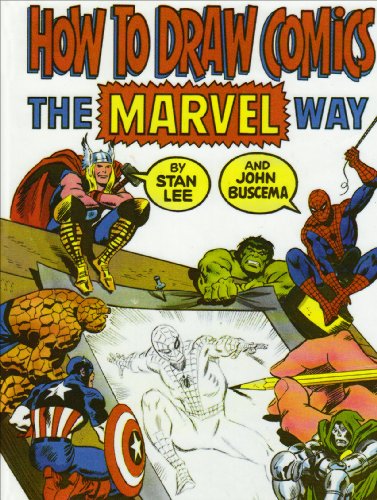 HOW TO DRAW COMICS
THE MARVEL WAY
BY
STAN
LEE
AND
JOHN
BUSCEMA
A